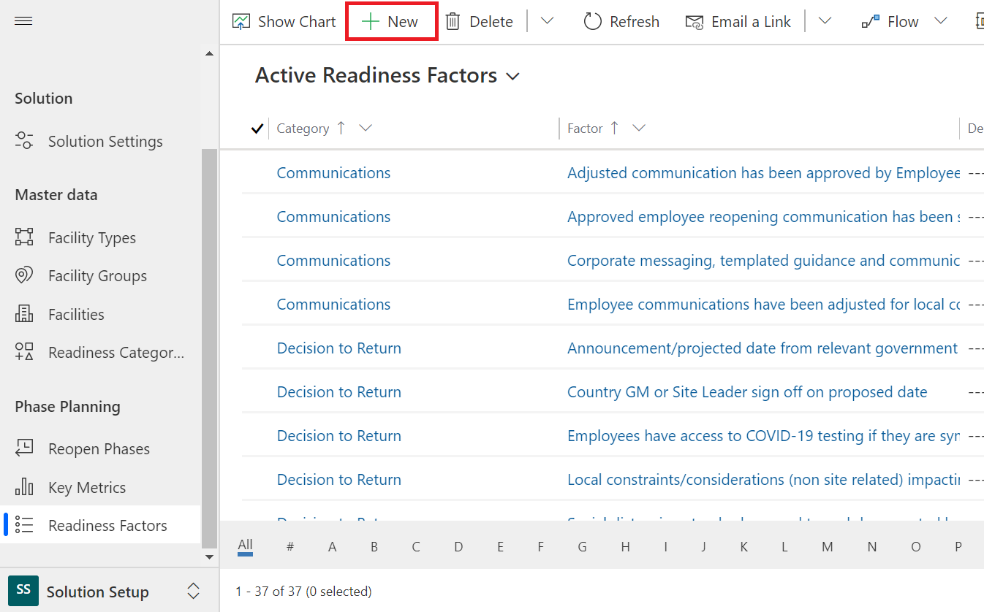 Show Chart
New
Delete
Refresh
Email a Link
Flow
Solution
Solution Settings
Master data
Facility Types
Facility Groups
Facilities
Readiness Categor...
Phase Planning
Reopen Phases
Key Metrics
Readiness Factors
SS
Solution Setup
Active Readiness Factors
Category Factor De
Communications Adjusted communication has been approved by Employee ---
Communications Approved employee reopening communication has been ---
Communications Corporate messaging, templated guidance and communic ---
Communications Employee communications have been adjusted for local ---
Decision to Return Announcement/projected date from relevant government ---
Decision to Return Country GM or Site Leader sign off on proposed date ---
Decision to Return Employees have access to COVID-19 testing if they are ---
Decision to Return Local constraints/considerations (non site related) ---
All # A B C D E F G H I J K L M N O P
1 - 37 of 37 (0 selected)